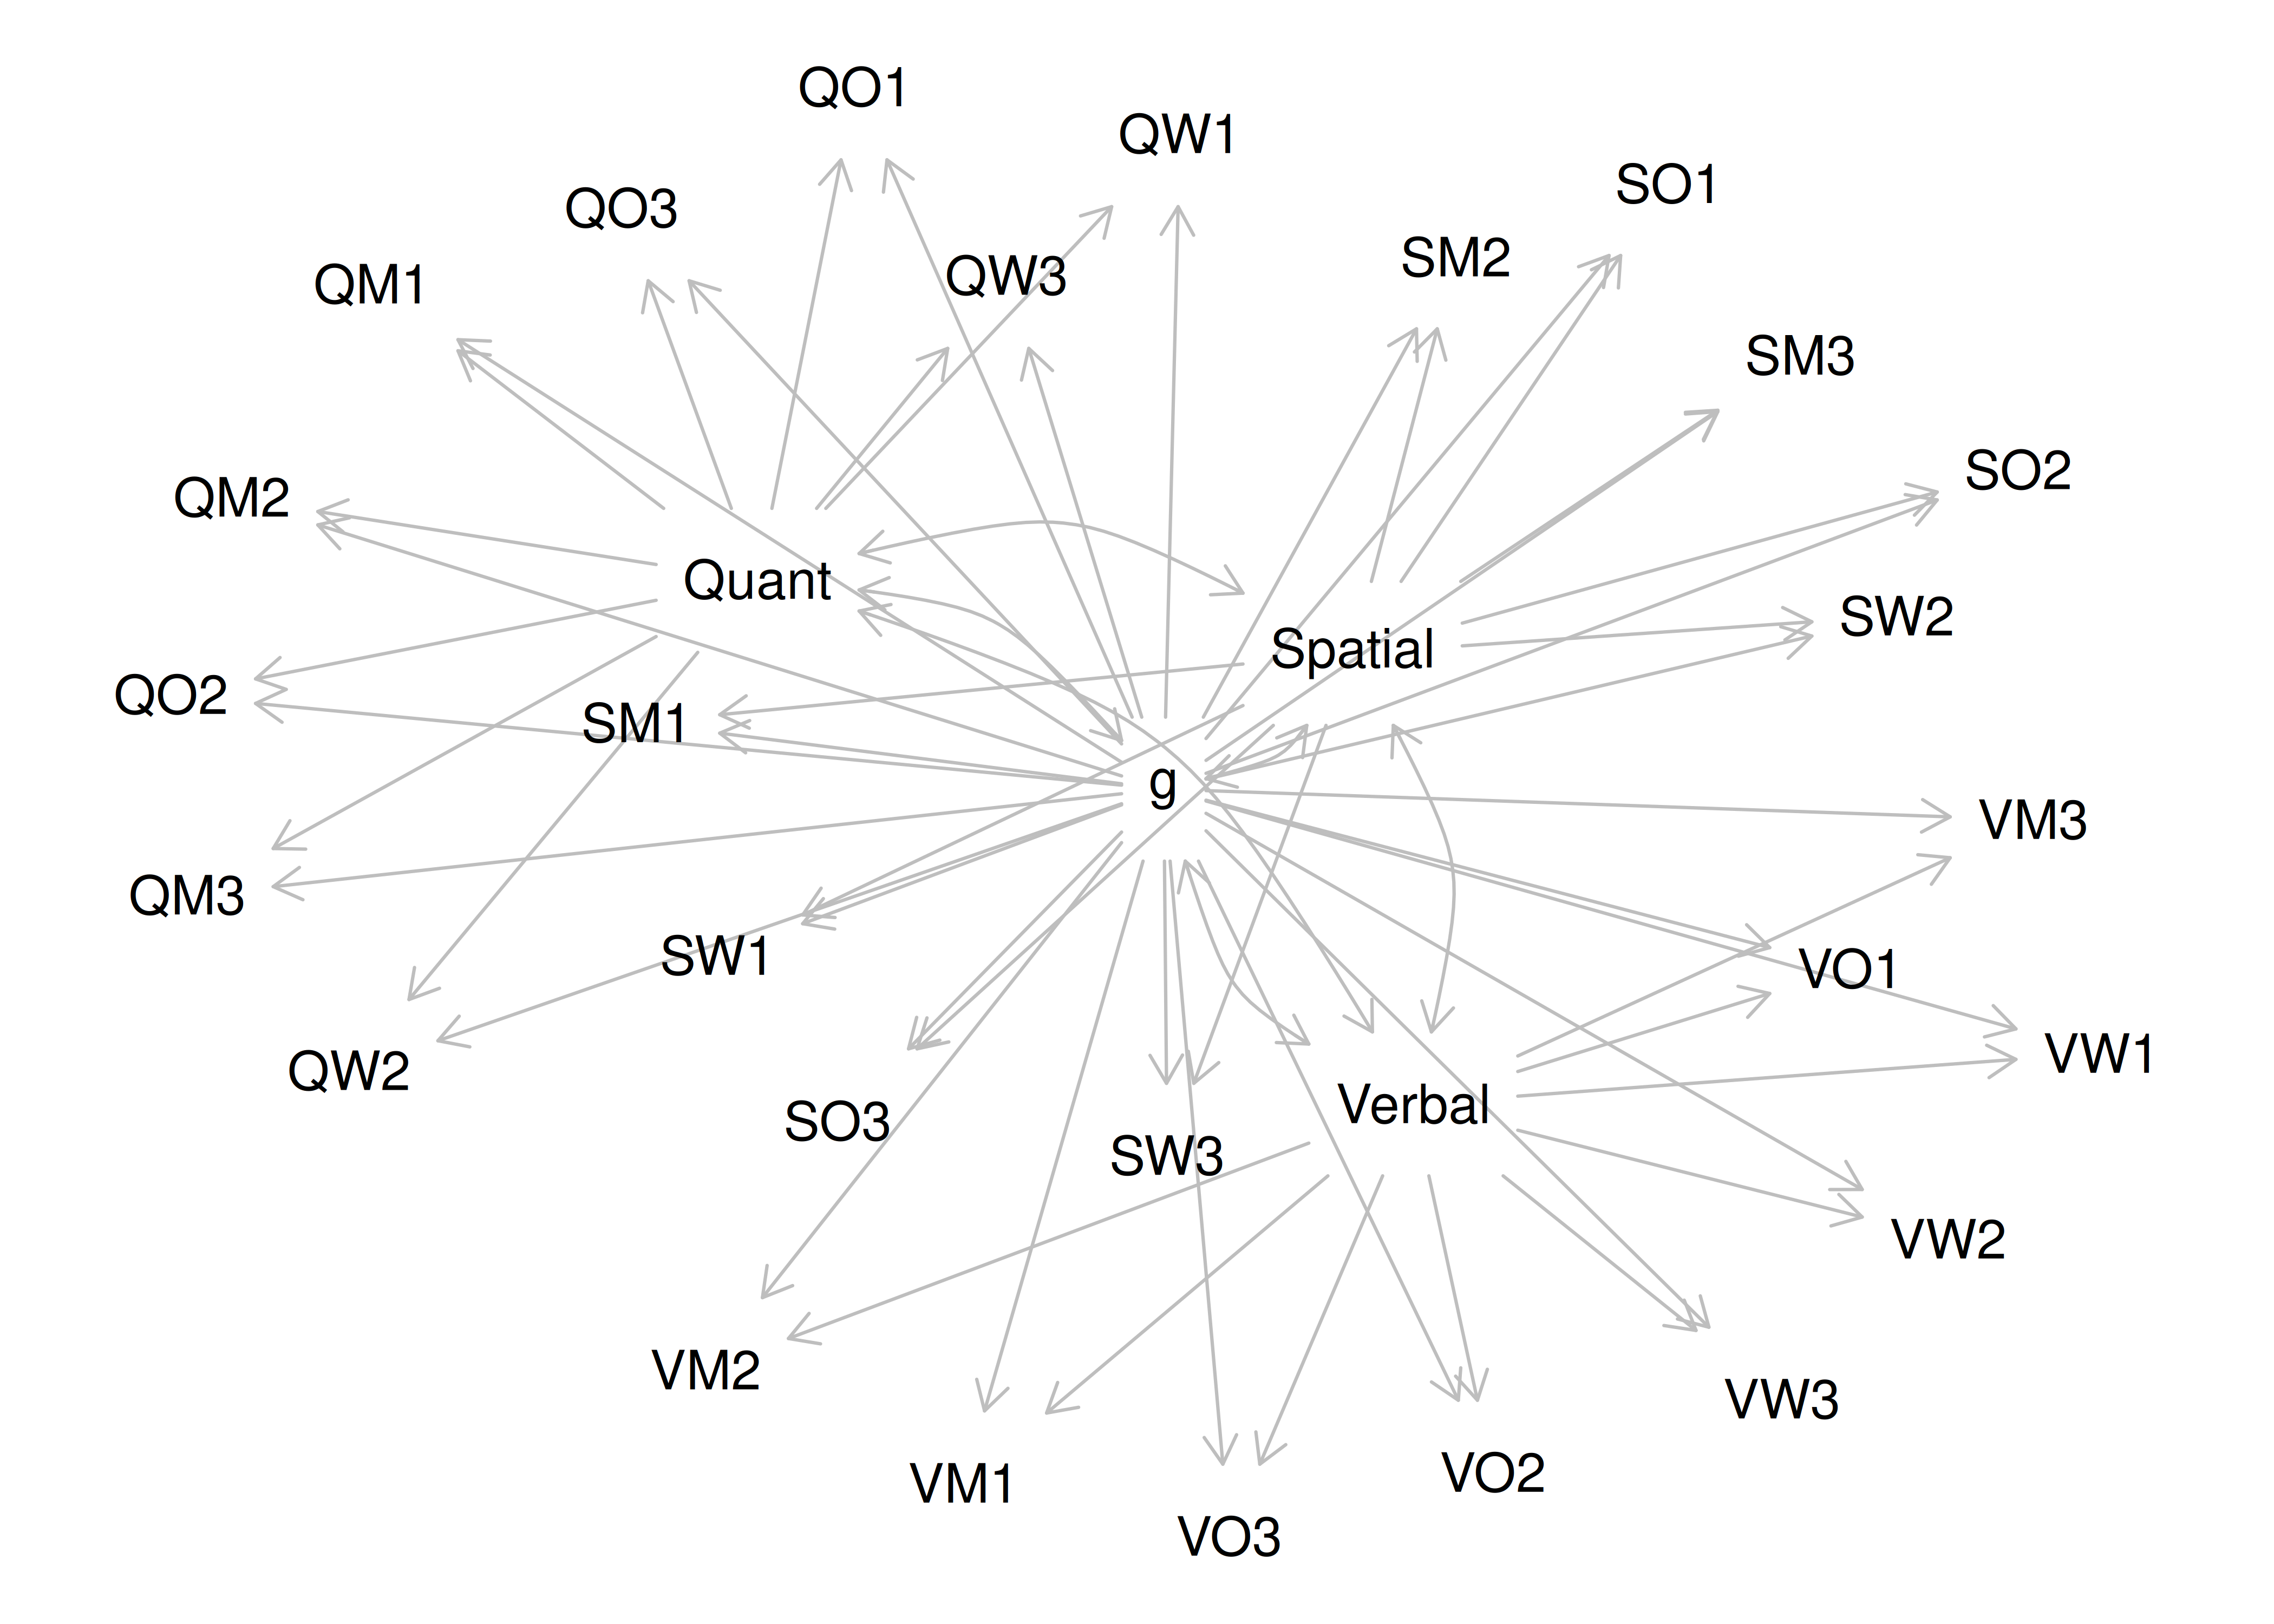 QO1
QW1
SO1
QO3
SM2
QW3
QM1
SM3
SO2
QM2
Quant
SW2
Spatial
QO2
SM1
g
VM3
QM3
SW1
VO1
VW1
QW2
Verbal
SO3
SW3
VW2
VM2
VW3
VO2
VM1
VO3